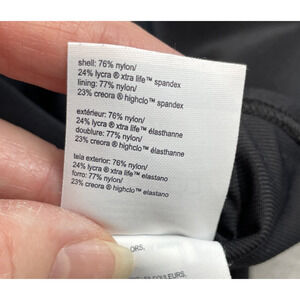 shell: 76% nylon/
24% lycra ® xtra life™ spandex
lining: 77% nylon/
23% creora ® highclo™ spandex
extérieur: 76% nylon/
24% lycra ® xtra life™ élasthanne
doublure: 77% nylon/
23% creora ® highclo™ élasthanne
tela exterior: 76% nylon/
24% lycra ® xtra life™ elastano
forro: 77% nylon/
23% creora ® highclo™ elastano
ORS,
COULEURS,